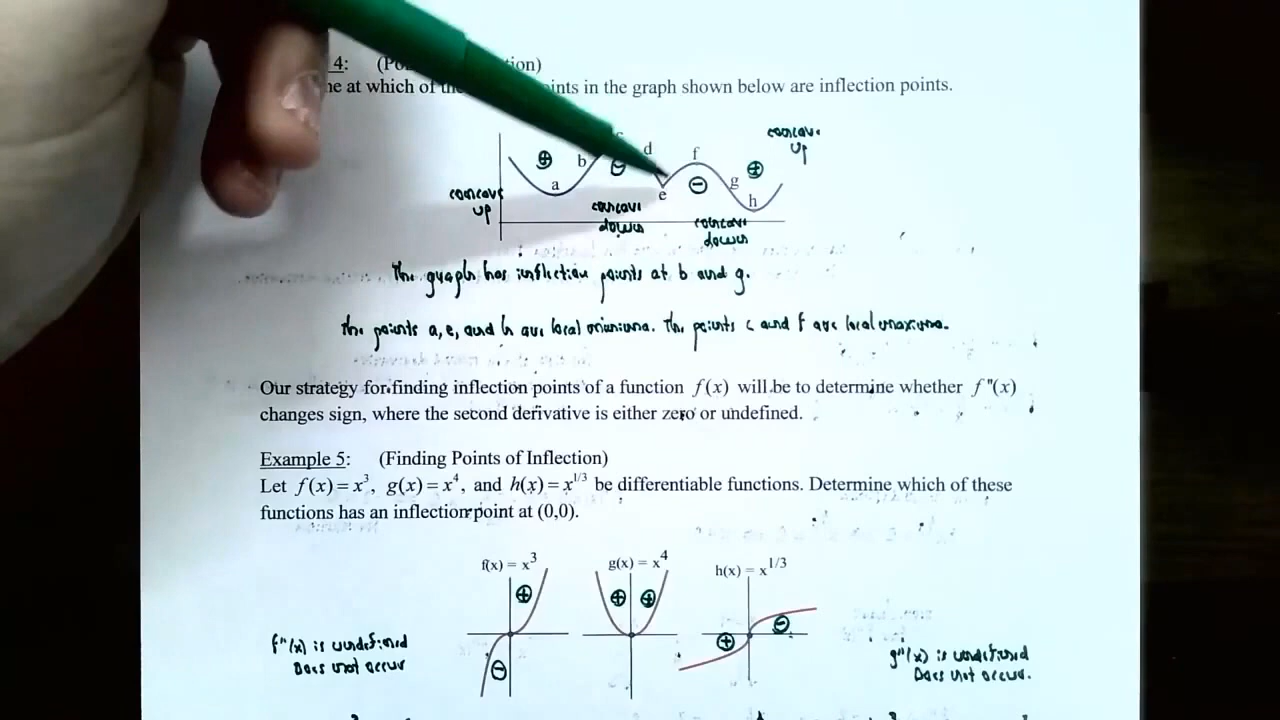 4: (Po tion)
ne at which of the ints in the graph shown below are inflection points.
concave up
⊕ a b
c ⊖
concave down
d e
f ⊖
concave down
g ⊕ h
concave up
The graph has inflection points at b and g.
The points a, e, and h are local minima. The points c and f are local maxima.
Our strategy for finding inflection points of a function f(x) will be to determine whether f"(x)
changes sign, where the second derivative is either zero or undefined.
Example 5: (Finding Points of Inflection)
Let f(x)=x³, g(x)=x⁴, and h(x)=x^1/3 be differentiable functions. Determine which of these
functions has an inflection point at (0,0).
f(x) = x³ g(x) = x⁴ h(x) = x^1/3
⊕ ⊕ ⊕ ⊖
⊖ ⊕
f"(x) is undefined
Does not occur
g"(x) is undefined
Does not occur.